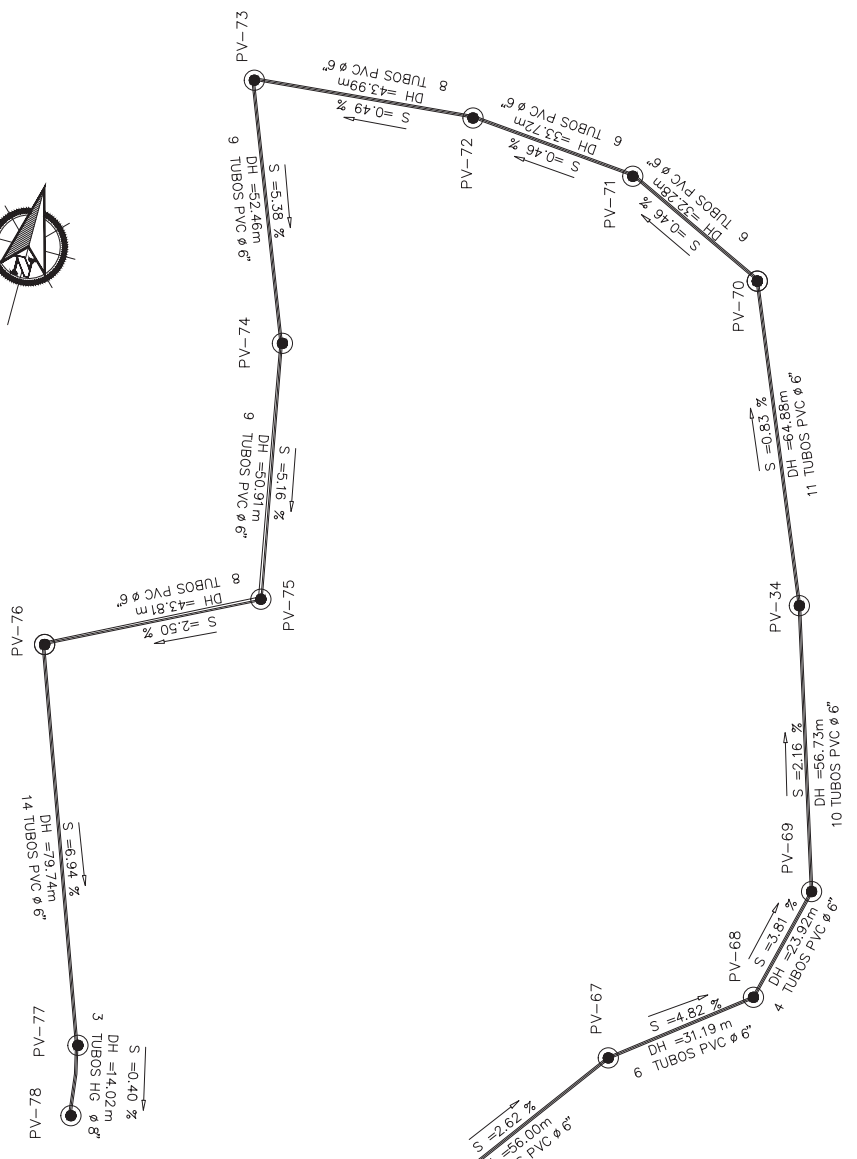 PV-73
8 TUBOS PVC ø 6"
DH =43.99m
S =0.49 %
PV-72
6 TUBOS PVC ø 6"
DH =33.72m
S =0.46 %
PV-71
6 TUBOS PVC ø 6"
DH =32.28m
S =0.46 %
PV-70
S =5.38 %
DH =52.46m
9 TUBOS PVC ø 6"
PV-74
S =5.16 %
DH =50.91m
9 TUBOS PVC ø 6"
PV-75
8 TUBOS PVC ø 6"
DH =43.81m
S =2.50 %
PV-76
S =6.94 %
DH =79.74m
14 TUBOS PVC ø 6"
PV-77
S =0.40 %
DH =14.02m
3 TUBOS HG ø 8"
PV-78
S =0.83 %
DH =64.88m
11 TUBOS PVC ø 6"
PV-34
S =2.16 %
DH =56.73m
10 TUBOS PVC ø 6"
PV-69
S =3.81 %
DH =23.92m
4 TUBOS PVC ø 6"
PV-68
S =4.82 %
DH =31.19 m
6 TUBOS PVC ø 6"
PV-67
S =2.62 %
=56.00m
PVC ø 6"